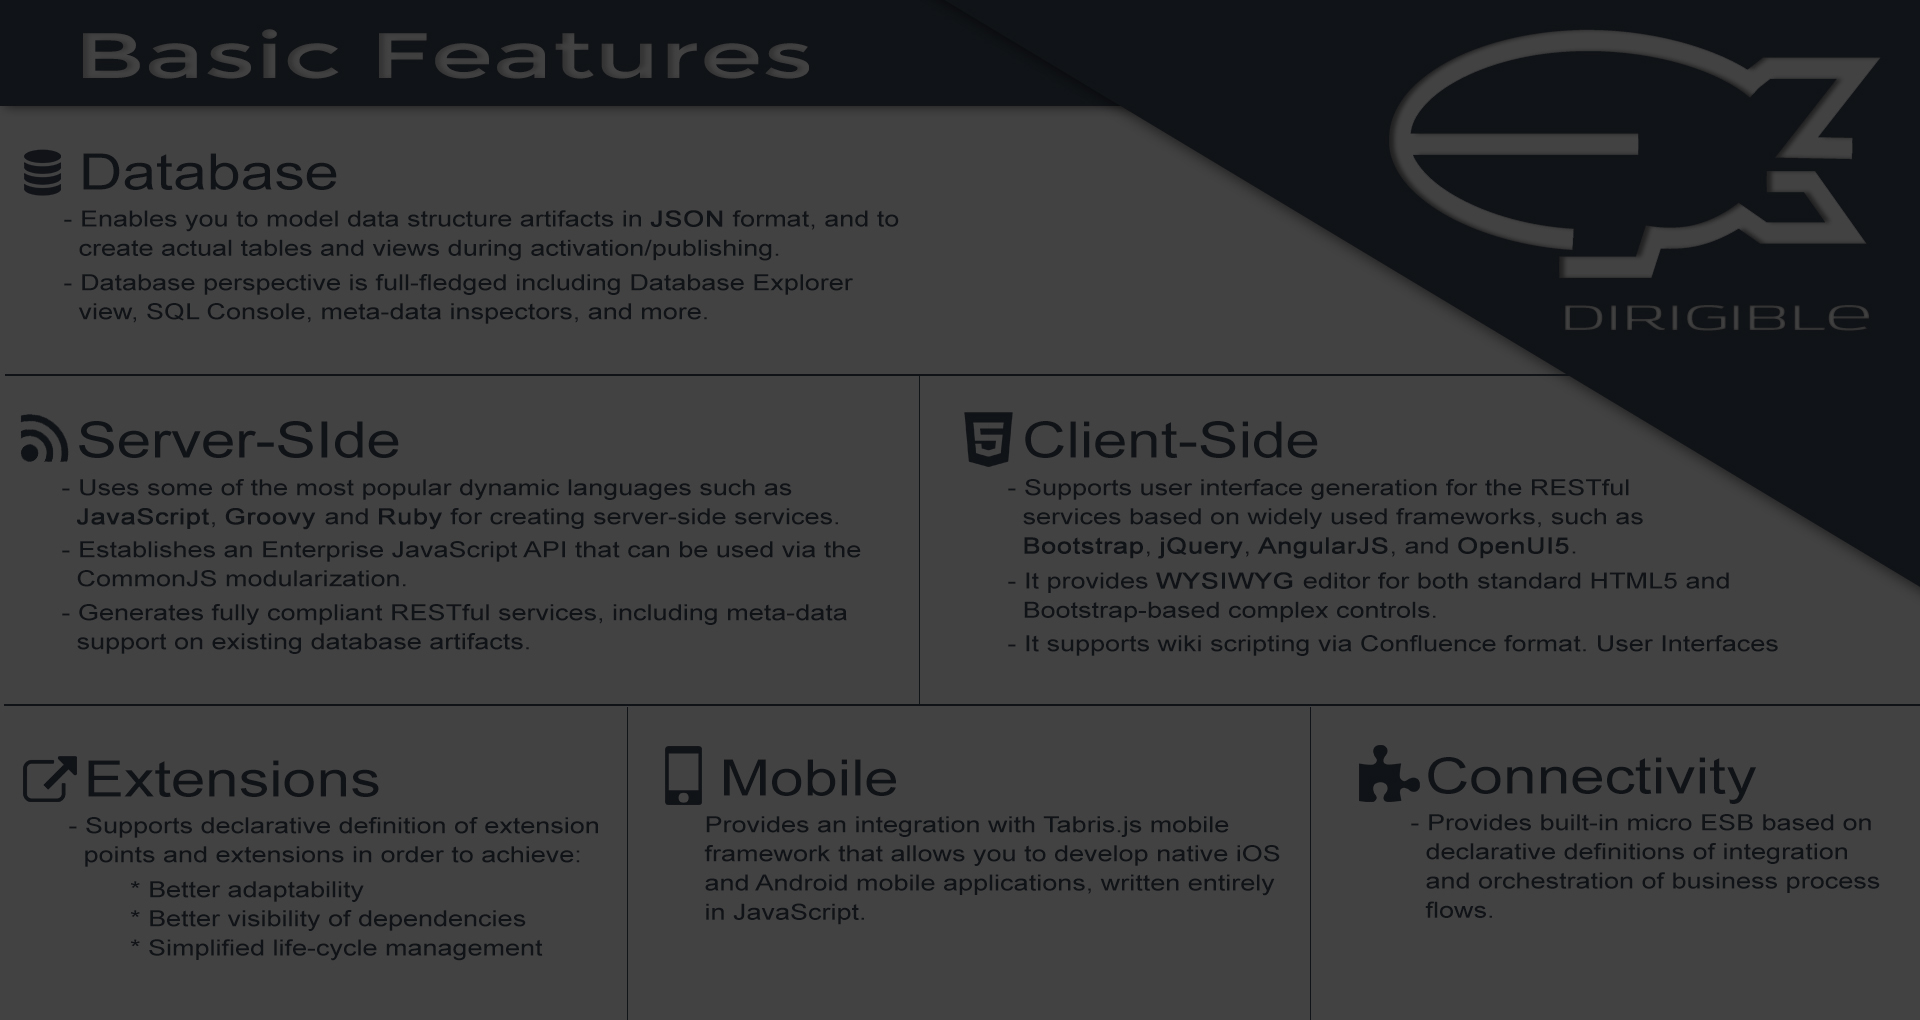 Basic Features
DIRIGIBLE
Database
- Enables you to model data structure artifacts in JSON format, and to
create actual tables and views during activation/publishing.
- Database perspective is full-fledged including Database Explorer
view, SQL Console, meta-data inspectors, and more.
Server-SIde
- Uses some of the most popular dynamic languages such as
JavaScript, Groovy and Ruby for creating server-side services.
- Establishes an Enterprise JavaScript API that can be used via the
CommonJS modularization.
- Generates fully compliant RESTful services, including meta-data
support on existing database artifacts.
Client-Side
- Supports user interface generation for the RESTful
services based on widely used frameworks, such as
Bootstrap, jQuery, AngularJS, and OpenUI5.
- It provides WYSIWYG editor for both standard HTML5 and
Bootstrap-based complex controls.
- It supports wiki scripting via Confluence format. User Interfaces
Extensions
- Supports declarative definition of extension
points and extensions in order to achieve:
* Better adaptability
* Better visibility of dependencies
* Simplified life-cycle management
Mobile
Provides an integration with Tabris.js mobile
framework that allows you to develop native iOS
and Android mobile applications, written entirely
in JavaScript.
Connectivity
- Provides built-in micro ESB based on
declarative definitions of integration
and orchestration of business process
flows.